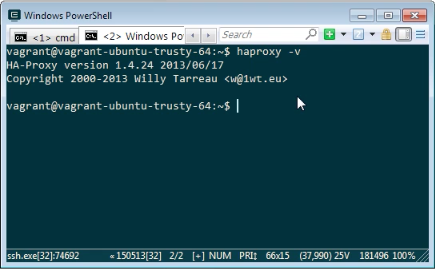 Windows PowerShell
<1> cmd
<2> Windows Po
Search
vagrant@vagrant-ubuntu-trusty-64:~$ haproxy -v
HA-Proxy version 1.4.24 2013/06/17
Copyright 2000-2013 Willy Tarreau <w@1wt.eu>
vagrant@vagrant-ubuntu-trusty-64:~$
ssh.exe[32]:74692 «150513[32] 2/2 [+] NUM PRI‡ 66x15 (37,990) 25V 181496 100%